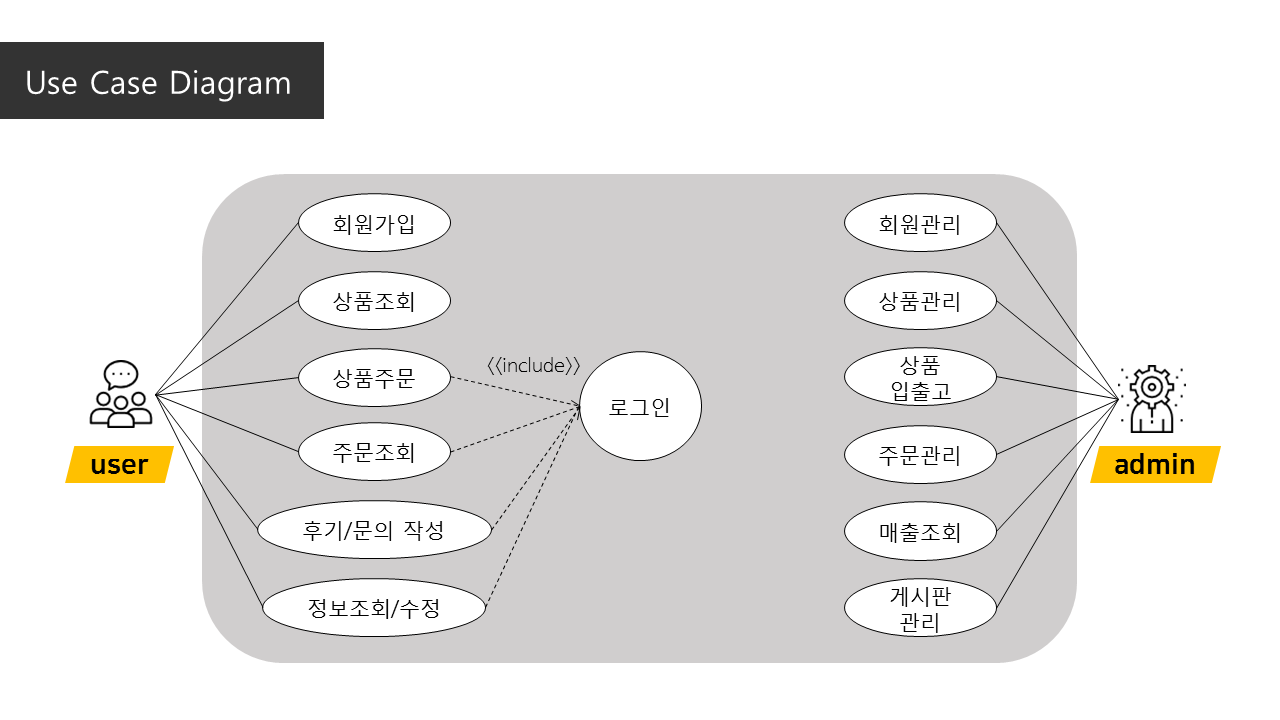 Use Case Diagram
회원가입
상품조회
상품주문
주문조회
후기/문의 작성
정보조회/수정
<<include>>
로그인
회원관리
상품관리
상품
입출고
주문관리
매출조회
게시판
관리
user
admin